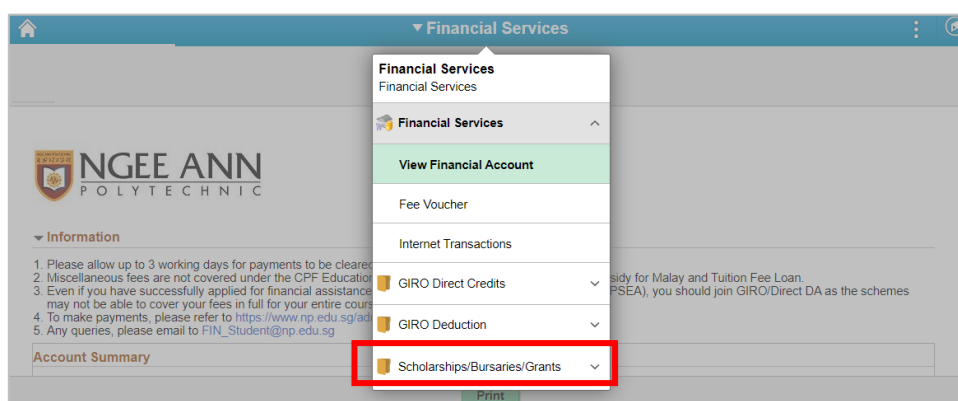 Financial Services
Financial Services
Financial Services
Financial Services
View Financial Account
Fee Voucher
Internet Transactions
GIRO Direct Credits
GIRO Deduction
Scholarships/Bursaries/Grants
NGEE ANN
POLYTECHNIC
Information
1. Please allow up to 3 working days for payments to be cleared
2. Miscellaneous fees are not covered under the CPF Education sidy for Malay and Tuition Fee Loan.
3. Even if you have successfully applied for financial assistance PSEA), you should join GIRO/Direct DA as the schemes
may not be able to cover your fees in full for your entire cours
4. To make payments, please refer to https://www.np.edu.sg/ad
5. Any queries, please email to FIN_Student@np.edu.sg
Account Summary
Print